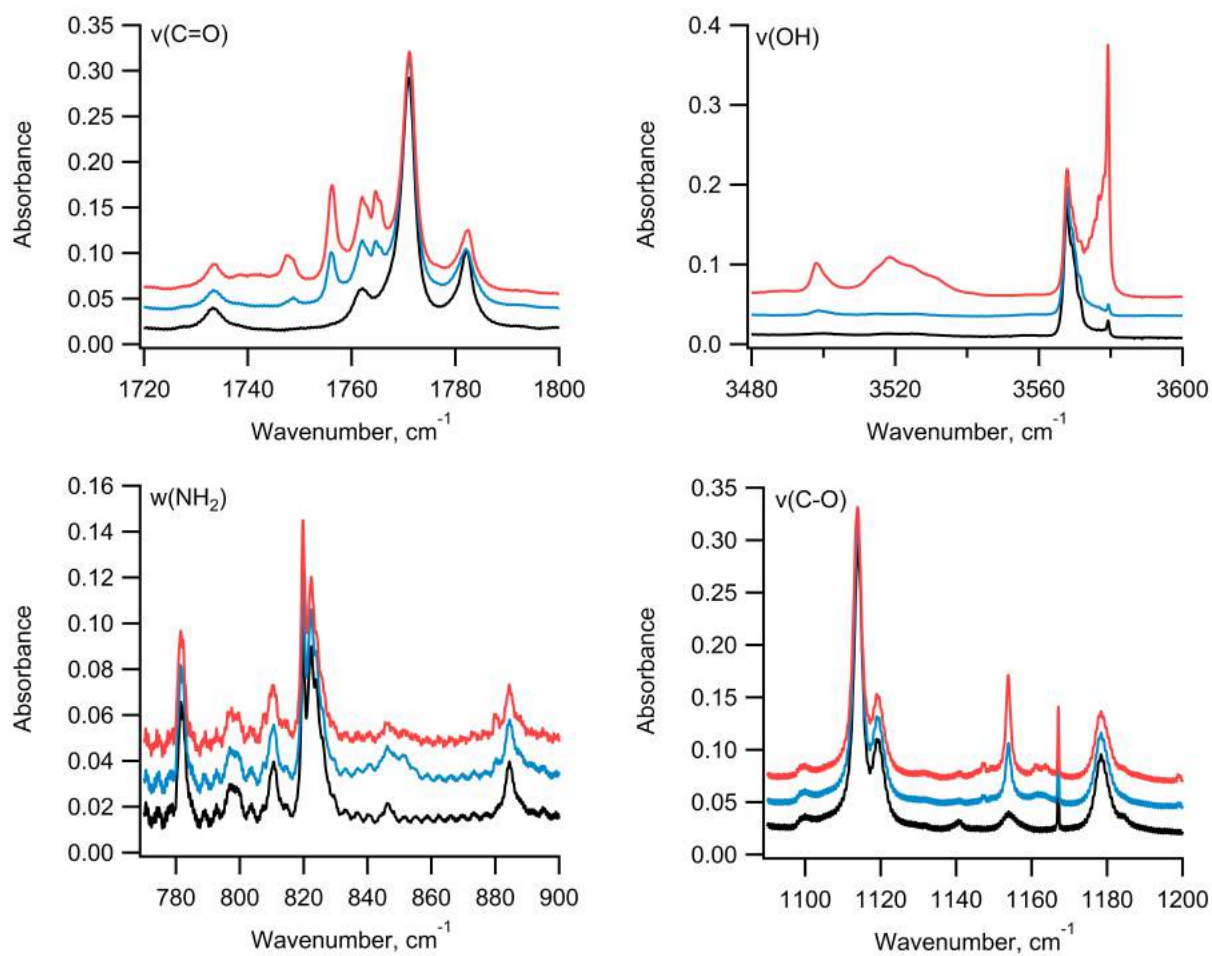 ν(C=O)
Absorbance
0.35
0.30
0.25
0.20
0.15
0.10
0.05
0.00
1720 1740 1760 1780 1800
Wavenumber, cm⁻¹
ν(OH)
Absorbance
0.4
0.3
0.2
0.1
0.0
3480 3520 3560 3600
Wavenumber, cm⁻¹
w(NH₂)
Absorbance
0.16
0.14
0.12
0.10
0.08
0.06
0.04
0.02
0.00
780 800 820 840 860 880 900
Wavenumber, cm⁻¹
ν(C-O)
Absorbance
0.35
0.30
0.25
0.20
0.15
0.10
0.05
0.00
1100 1120 1140 1160 1180 1200
Wavenumber, cm⁻¹